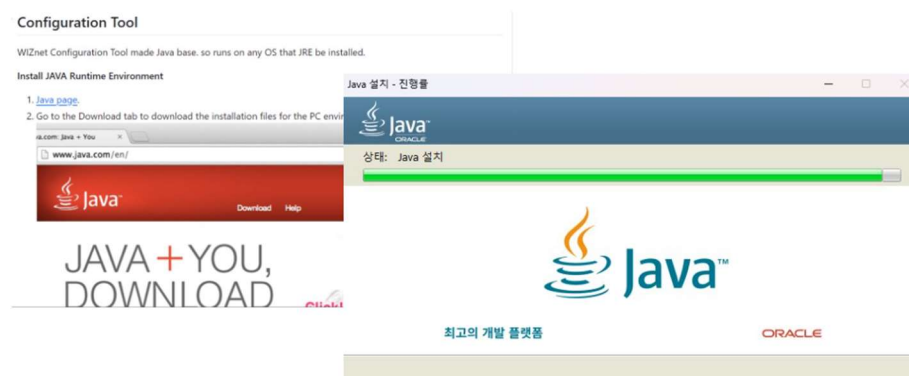 Configuration Tool
WIZnet Configuration Tool made Java base. so runs on any OS that JRE be installed.
Install JAVA Runtime Environment
1. Java page.
2. Go to the Download tab to download the installation files for the PC
java.com: Java + You
www.java.com/en/
Java™
Download Help
JAVA + YOU,
DOWNLOAD
Java 설치 - 진행률
Java™
ORACLE
상태: Java 설치
Java™
최고의 개발 플랫폼
ORACLE